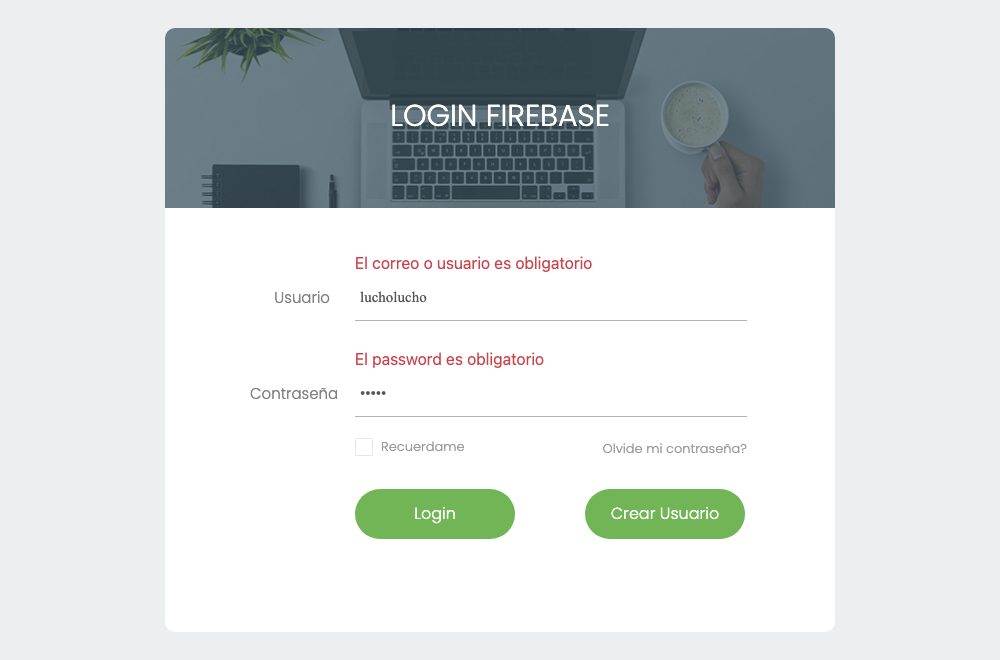 LOGIN FIREBASE
El correo o usuario es obligatorio
Usuario
lucholucho
El password es obligatorio
Contraseña
•••••
Recuerdame
Olvide mi contraseña?
Login
Crear Usuario